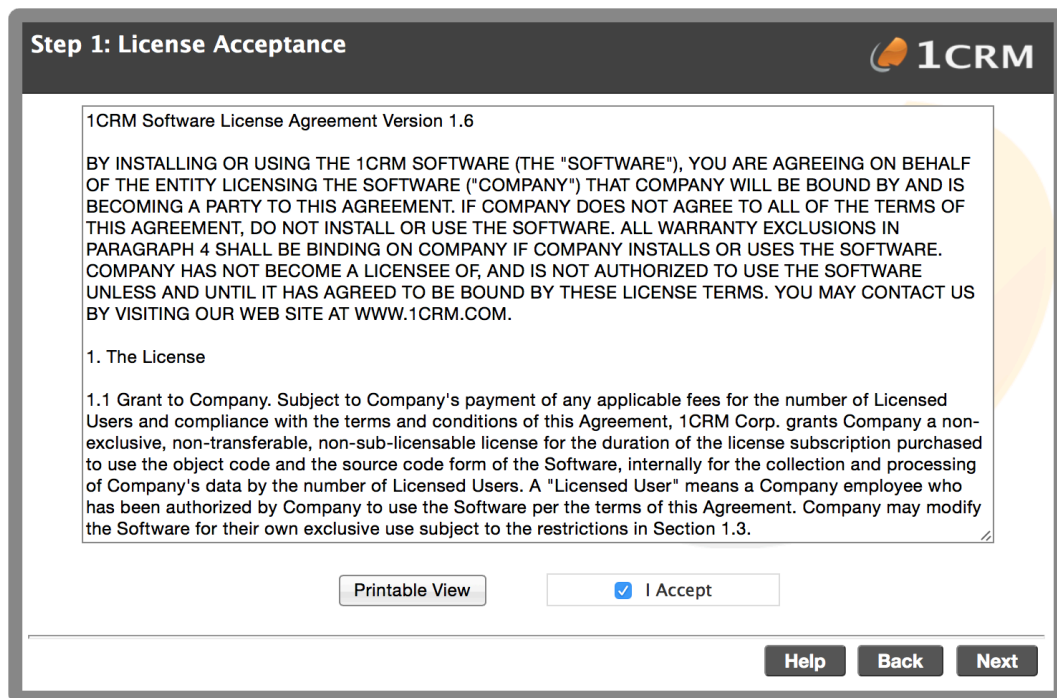 Step 1: License Acceptance
1CRM
1CRM Software License Agreement Version 1.6
BY INSTALLING OR USING THE 1CRM SOFTWARE (THE "SOFTWARE"), YOU ARE AGREEING ON BEHALF
OF THE ENTITY LICENSING THE SOFTWARE ("COMPANY") THAT COMPANY WILL BE BOUND BY AND IS
BECOMING A PARTY TO THIS AGREEMENT. IF COMPANY DOES NOT AGREE TO ALL OF THE TERMS OF
THIS AGREEMENT, DO NOT INSTALL OR USE THE SOFTWARE. ALL WARRANTY EXCLUSIONS IN
PARAGRAPH 4 SHALL BE BINDING ON COMPANY IF COMPANY INSTALLS OR USES THE SOFTWARE.
COMPANY HAS NOT BECOME A LICENSEE OF, AND IS NOT AUTHORIZED TO USE THE SOFTWARE
UNLESS AND UNTIL IT HAS AGREED TO BE BOUND BY THESE LICENSE TERMS. YOU MAY CONTACT US
BY VISITING OUR WEB SITE AT WWW.1CRM.COM.
1. The License
1.1 Grant to Company. Subject to Company's payment of any applicable fees for the number of Licensed
Users and compliance with the terms and conditions of this Agreement, 1CRM Corp. grants Company a non-
exclusive, non-transferable, non-sub-licensable license for the duration of the license subscription purchased
to use the object code and the source code form of the Software, internally for the collection and processing
of Company's data by the number of Licensed Users. A "Licensed User" means a Company employee who
has been authorized by Company to use the Software per the terms of this Agreement. Company may modify
the Software for their own exclusive use subject to the restrictions in Section 1.3.
Printable View
I Accept
Help
Back
Next